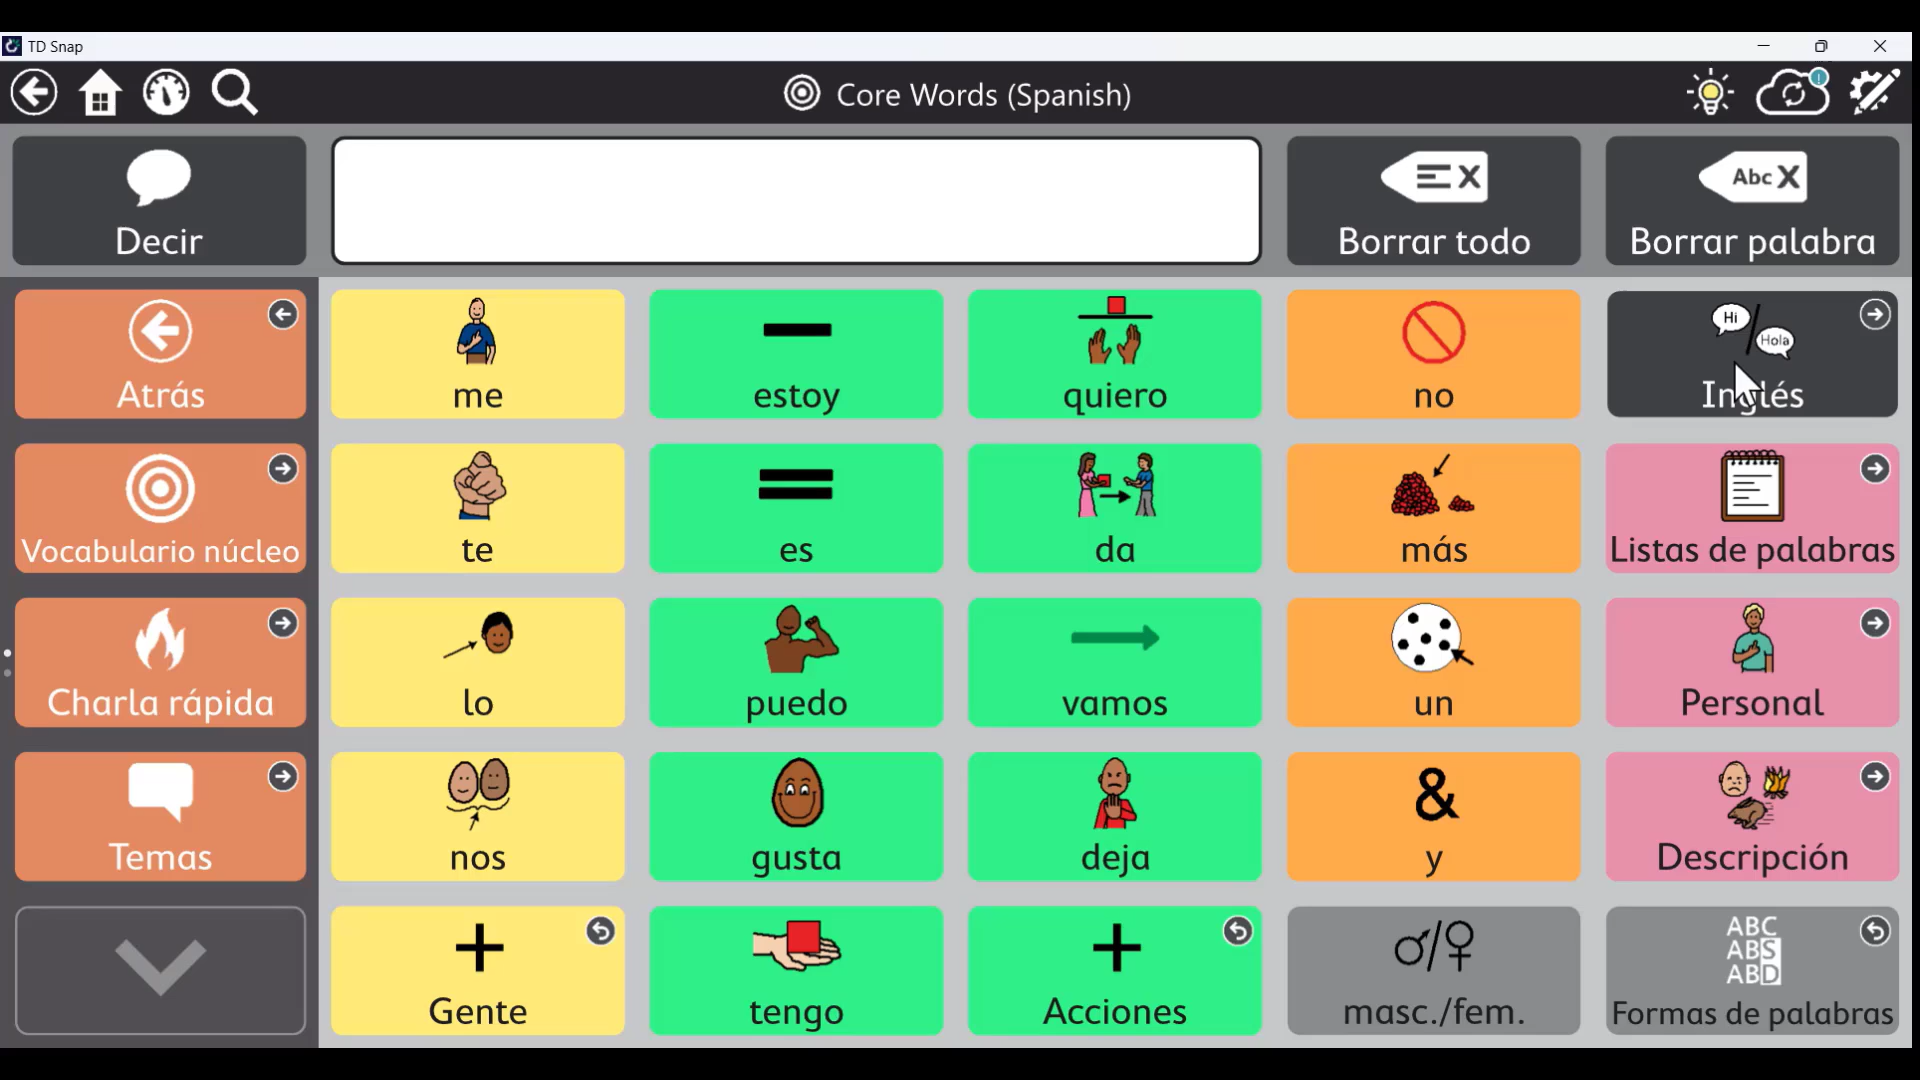 TD Snap
Core Words (Spanish)
Decir
Borrar todo
Abc X
Borrar palabra
Atrás
me
estoy
quiero
no
Hi
Hola
Inglés
Vocabulario núcleo
te
es
da
más
Listas de palabras
Charla rápida
lo
puedo
vamos
un
Personal
Temas
nos
gusta
deja
&
y
Descripción
Gente
tengo
Acciones
masc./fem.
ABC
ABS
ABD
Formas de palabras